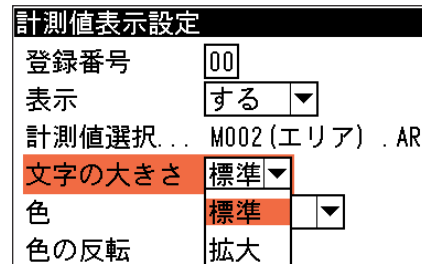 計測値表示設定
登録番号 00
表示 する ▼
計測値選択... M002(エリア) .AR
文字の大きさ 標準▼
色 標準 ▼
色の反転 拡大